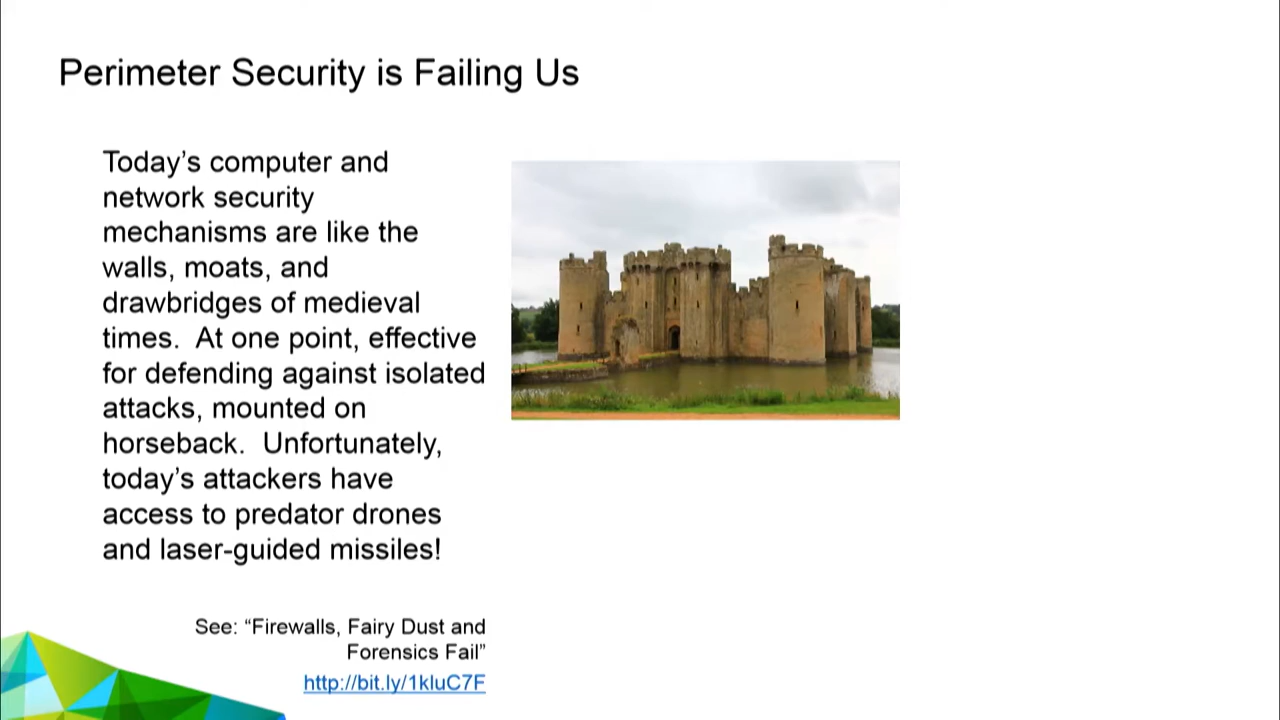 Perimeter Security is Failing Us
Today’s computer and
network security
mechanisms are like the
walls, moats, and
drawbridges of medieval
times.  At one point, effective
for defending against isolated
attacks, mounted on
horseback.  Unfortunately,
today’s attackers have
access to predator drones
and laser-guided missiles!
See: “Firewalls, Fairy Dust and
Forensics Fail”
http://bit.ly/1kluC7F